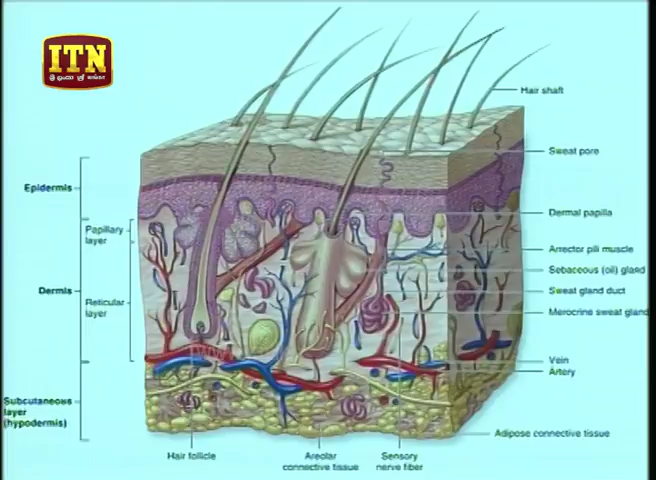 ITN
ශ්‍රී ලංකා ஸ்ரீ லங்கா
Hair shaft
Sweat pore
Epidermis
Dermal papilla
Papillary
layer
Arrector pili muscle
Sebaceous (oil) gland
Dermis
Sweat gland duct
Reticular
layer
Merocrine sweat gland
Vein
Artery
Subcutaneous
layer
(hypodermis)
Adipose connective tissue
Hair follicle
Areolar
connective tissue
Sensory
nerve fiber